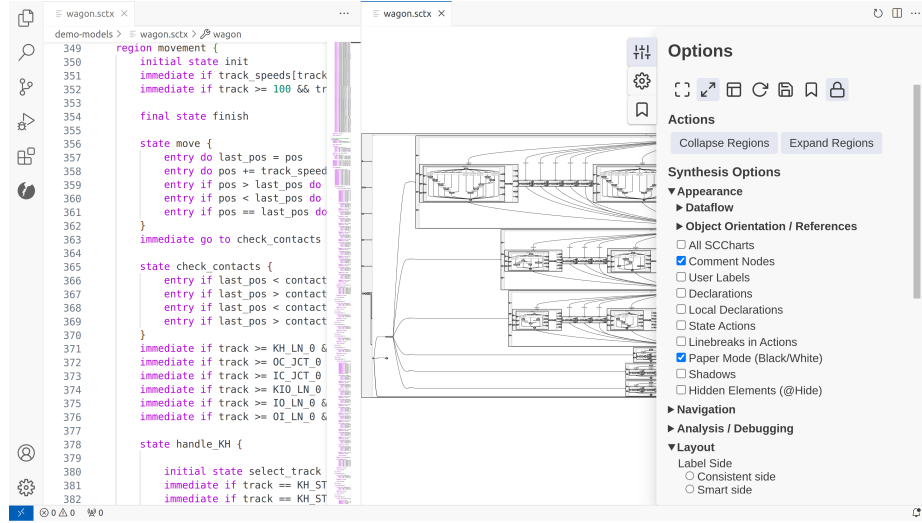 wagon.sctx
demo-models > wagon.sctx > wagon
349 region movement {
350 initial state init
351 immediate if track_speeds[track
352 immediate if track >= 100 && tr
353
354 final state finish
355
356 state move {
357 entry do last_pos = pos
358 entry do pos += track_speed
359 entry if pos > last_pos do
360 entry if pos < last_pos do
361 entry if pos == last_pos do
362 }
363 immediate go to check_contacts
364
365 state check_contacts {
366 entry if last_pos < contact
367 entry if last_pos > contact
368 entry if last_pos < contact
369 entry if last_pos > contact
370 }
371 immediate if track >= KH_LN_0 &
372 immediate if track >= OC_JCT_0
373 immediate if track >= IC_JCT_0
374 immediate if track >= KIO_LN_0
375 immediate if track >= IO_LN_0 &
376 immediate if track >= OI_LN_0 &
377
378 state handle_KH {
379
380 initial state select_track
381 immediate if track == KH_ST
382 immediate if track == KH_ST
0 0 0
wagon.sctx
Options
Actions
Collapse Regions Expand Regions
Synthesis Options
Appearance
Dataflow
Object Orientation / References
All SCCharts
Comment Nodes
User Labels
Declarations
Local Declarations
State Actions
Linebreaks in Actions
Paper Mode (Black/White)
Shadows
Hidden Elements (@Hide)
Navigation
Analysis / Debugging
Layout
Label Side
Consistent side
Smart side